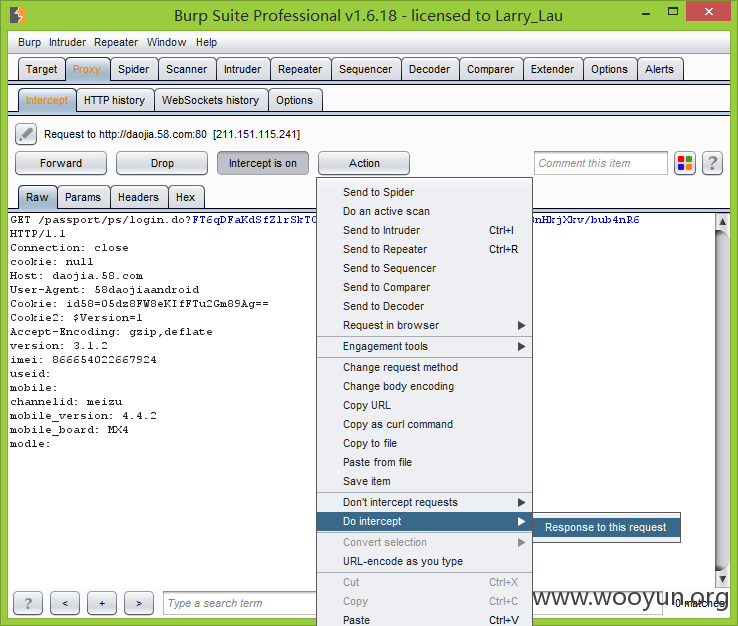 Burp Suite Professional v1.6.18 - licensed to Larry_Lau
Burp Intruder Repeater Window Help
Target Proxy Spider Scanner Intruder Repeater Sequencer Decoder Comparer Extender Options Alerts
Intercept HTTP history WebSockets history Options
Request to http://daojia.58.com:80 [211.151.115.241]
Forward Drop Intercept is on Action Comment this item ?
Raw Params Headers Hex
GET /passport/ps/login.do?
HTTP/1.1
Connection: close
cookie: null
Host: daojia.58.com
User-Agent: 58daojiaandroid
Cookie: id58=05dz8FW8eKIfFTu2Gm89Ag==
Cookie2: $Version=1
Accept-Encoding: gzip,deflate
version: 3.1.2
imei: 866654022667924
useid:
mobile:
channelid: meizu
mobile_version: 4.4.2
mobile_board: MX4
modle:
Send to Spider
Do an active scan
Send to Intruder Ctrl+I
Send to Repeater Ctrl+R
Send to Sequencer
Send to Comparer
Send to Decoder
Request in browser
Engagement tools
Change request method
Change body encoding
Copy URL
Copy as curl command
Copy to file
Paste from file
Save item
Don't intercept requests
Do intercept
Response to this request
Convert selection
URL-encode as you type
Cut Ctrl+X
Copy Ctrl+C
Paste Ctrl+V
? < + > Type a search term 0 matches
www.wooyun.org